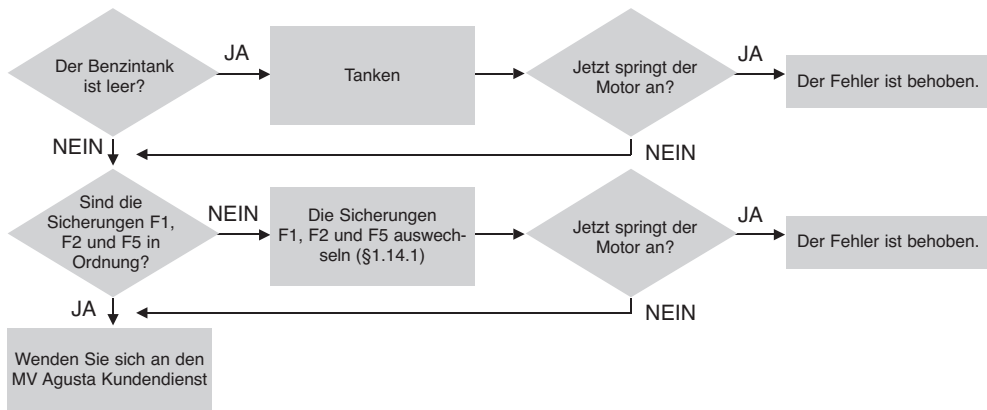 Der Benzintank
ist leer?
JA
Tanken
Jetzt springt der
Motor an?
JA
Der Fehler ist behoben.
NEIN
NEIN
Sind die
Sicherungen F1,
F2 und F5 in
Ordnung?
NEIN
Die Sicherungen
F1, F2 und F5 auswech-
seln (§1.14.1)
Jetzt springt der
Motor an?
JA
Der Fehler ist behoben.
JA
NEIN
Wenden Sie sich an den
MV Agusta Kundendienst